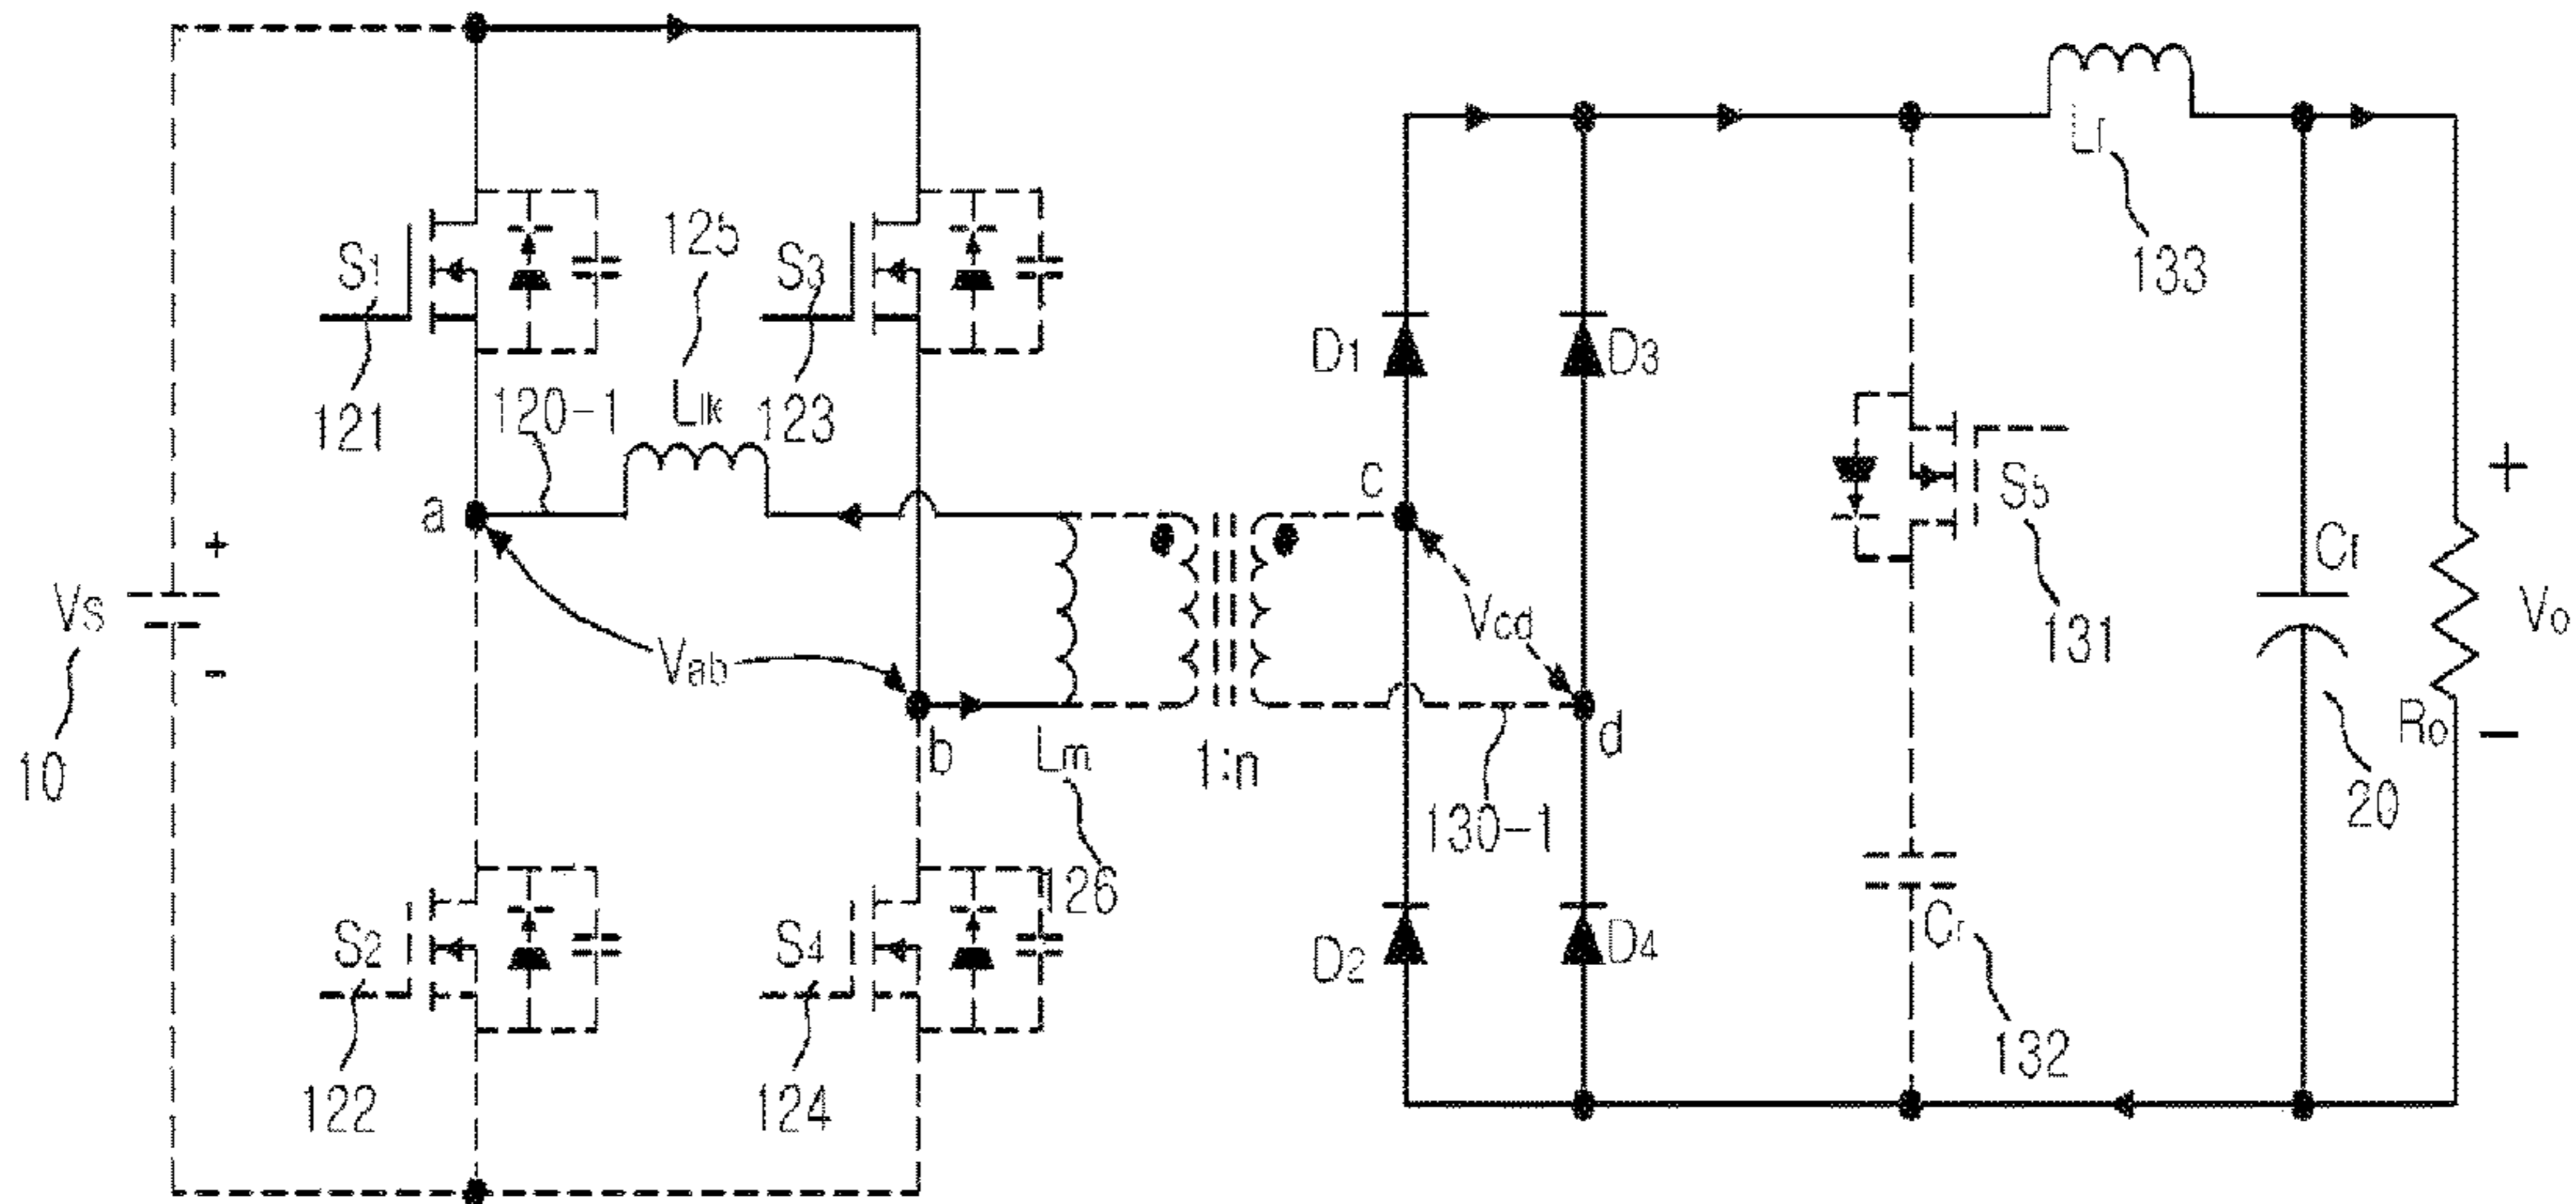 S1
121
120-1
125
Llk
S3
123
a
+
Vs
-
10
Vab
b
Lm
126
1:n
S2
122
S4
124
D1
D3
c
Vcd
d
130-1
D2
D4
Lf
133
S5
131
Cr
132
Cf
20
+
Vo
Ro
-